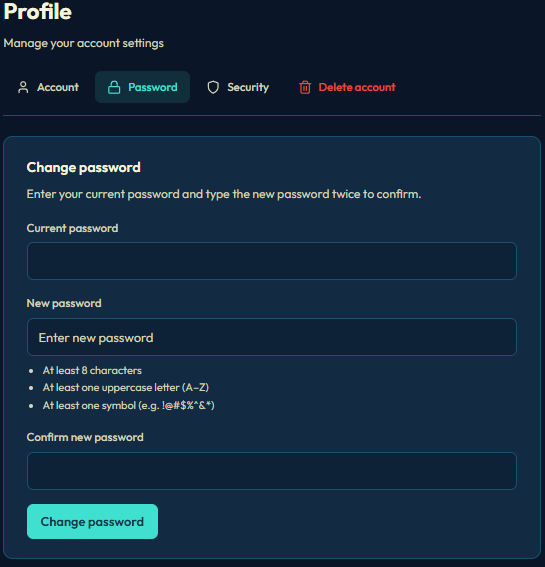 Profile
Manage your account settings
Account
Password
Security
Delete account
Change password
Enter your current password and type the new password twice to confirm.
Current password
New password
Enter new password
• At least 8 characters
• At least one uppercase letter (A–Z)
• At least one symbol (e.g. !@#$%^&*)
Confirm new password
Change password